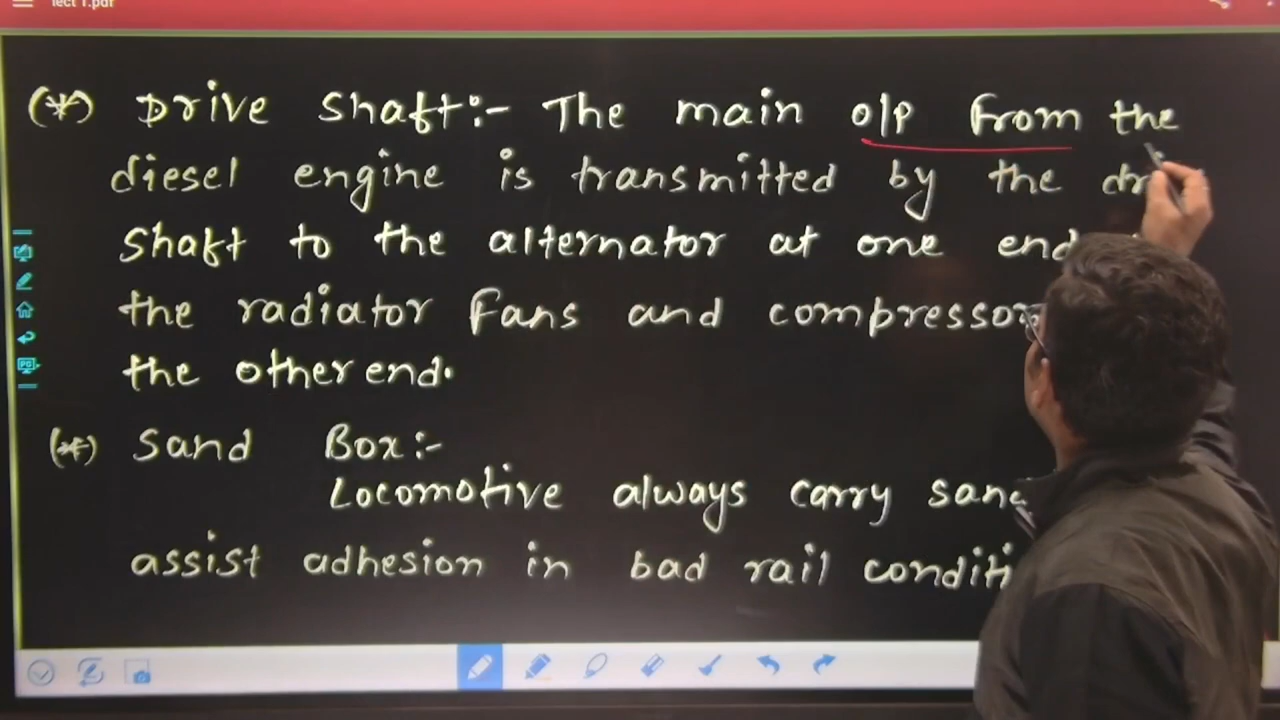 lect 1.pdf
(*) Drive Shaft:- The main o/p from the
diesel engine is transmitted by the
Shaft to the alternator at one end
the radiator fans and compressor
the other end.
(*) Sand Box:-
Locomotive always carry
assist adhesion in bad rail